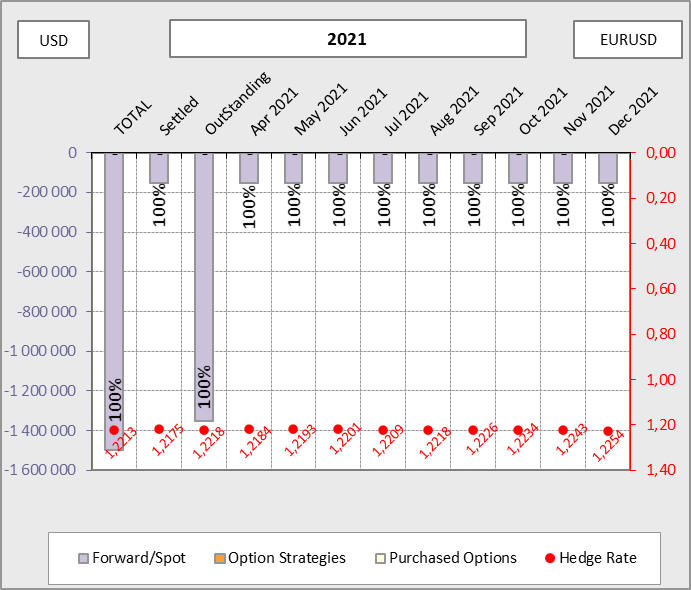 USD
2021
EURUSD
TOTAL
Settled
OutStanding
Apr 2021
May 2021
Jun 2021
Jul 2021
Aug 2021
Sep 2021
Oct 2021
Nov 2021
Dec 2021
0
-200 000
-400 000
-600 000
-800 000
-1 000 000
-1 200 000
-1 400 000
-1 600 000
100%
100%
100%
100%
100%
100%
100%
100%
100%
100%
100%
100%
1,2213
1,2175
1,2218
1,2184
1,2193
1,2201
1,2209
1,2218
1,2226
1,2234
1,2243
1,2254
0,00
0,20
0,40
0,60
0,80
1,00
1,20
1,40
Forward/Spot Option Strategies Purchased Options Hedge Rate